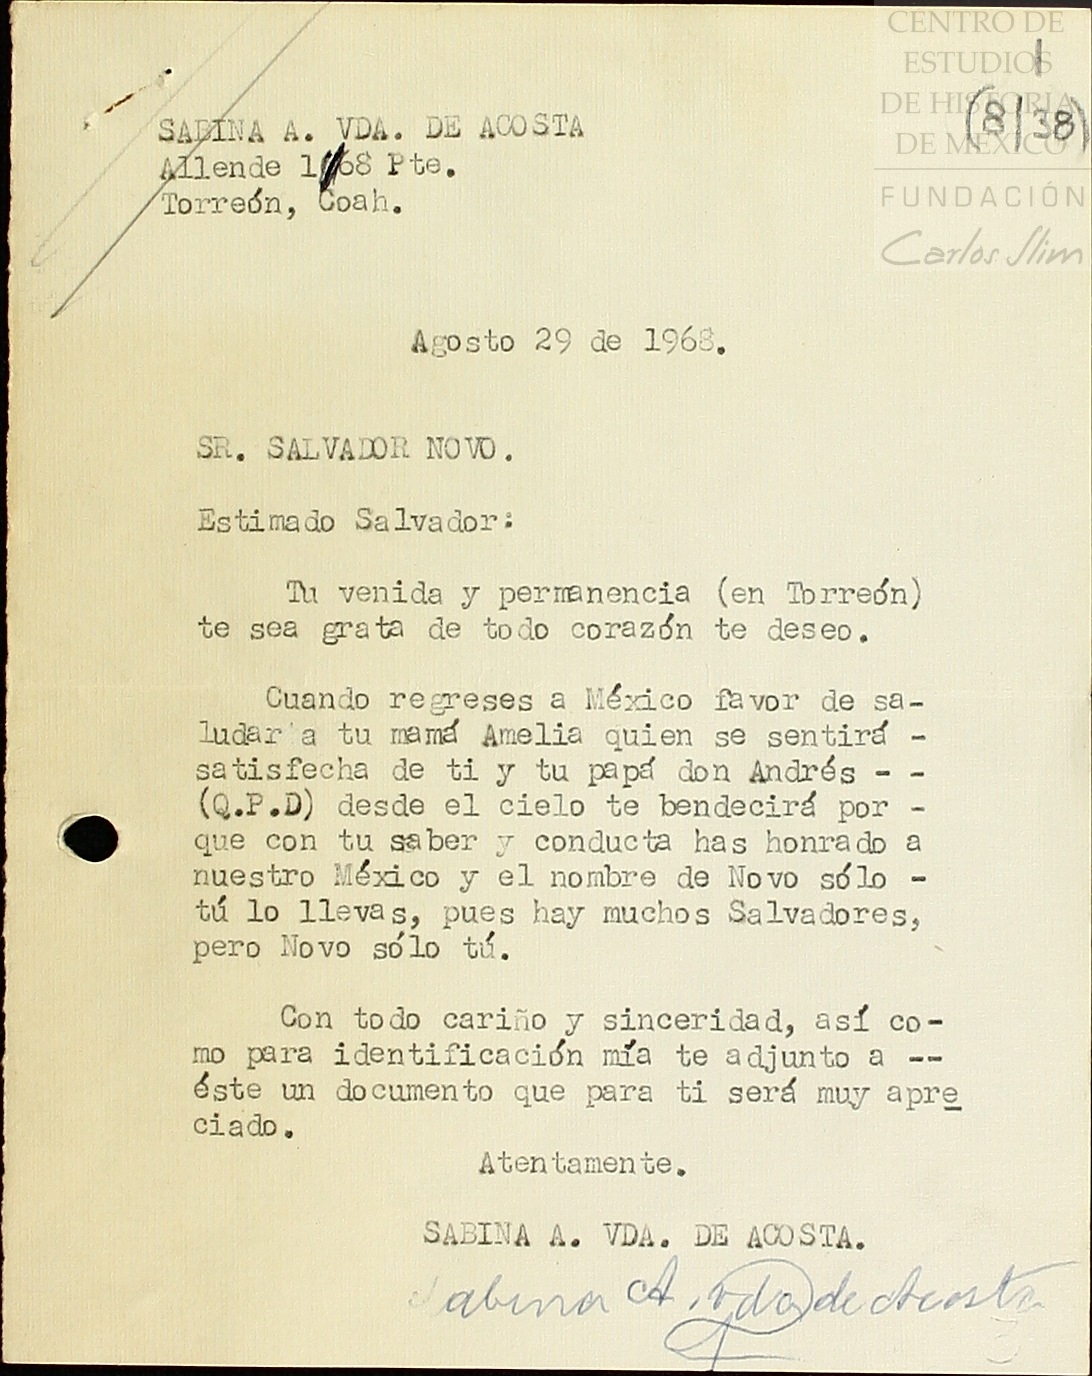 CENTRO DE
ESTUDIOS
DE HISTORIA
DE MEXICO
FUNDACIÓN
Carlos Slim
1
(8/38)
SABINA A. VDA. DE ACOSTA
Allende 1 68 Pte.
Torreón, Coah.
Agosto 29 de 1968.
SR. SALVADOR NOVO.
Estimado Salvador:
Tu venida y permanencia (en Torreón)
te sea grata de todo corazón te deseo.
Cuando regreses a México favor de sa-
ludar a tu mamá Amelia quien se sentirá -
satisfecha de ti y tu papá don Andrés - -
(Q.P.D) desde el cielo te bendecirá por -
que con tu saber y conducta has honrado a
nuestro México y el nombre de Novo sólo -
tú lo llevas, pues hay muchos Salvadores,
pero Novo sólo tú.
Con todo cariño y sinceridad, así co-
mo para identificación mía te adjunto a --
éste un documento que para ti será muy apre
ciado.
Atentamente.
SABINA A. VDA. DE ACOSTA.
Sabina A. vda de Acosta